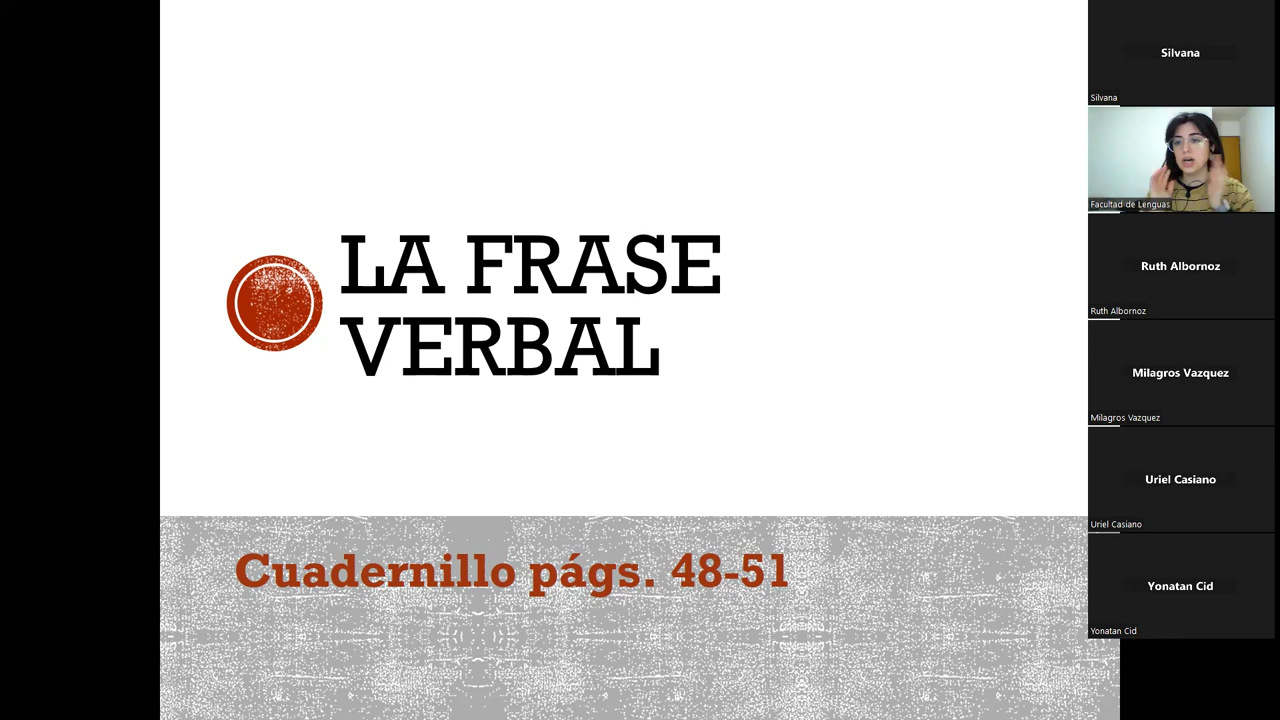 LA FRASE
VERBAL
Cuadernillo págs. 48-51
Silvana
Silvana
Facultad de Lenguas
Ruth Albornoz
Ruth Albornoz
Milagros Vazquez
Milagros Vazquez
Uriel Casiano
Uriel Casiano
Yonatan Cid
Yonatan Cid